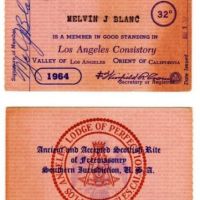 MELVIN J BLANC 32°
IS A MEMBER IN GOOD STANDING IN
Los Angeles Consistory
VALLEY OF LOS ANGELES ORIENT OF CALIFORNIA
1964
Secretary or Registrar
Signature of Member
Date Issued
LODGE OF PERFECTION
Ancient and Accepted Scottish Rite
of Freemasonry
Southern Jurisdiction, U. S. A.